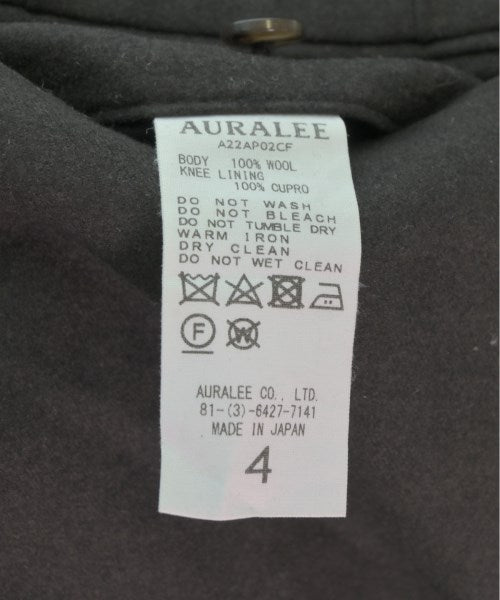 AURALEE
A22AP02CF
BODY 100% WOOL
KNEE LINING
100% CUPRO
DO NOT WASH
DO NOT BLEACH
DO NOT TUMBLE DRY
WARM IRON
DRY CLEAN
DO NOT WET CLEAN
F W
AURALEE CO., LTD.
81-(3)-6427-7141
MADE IN JAPAN
4